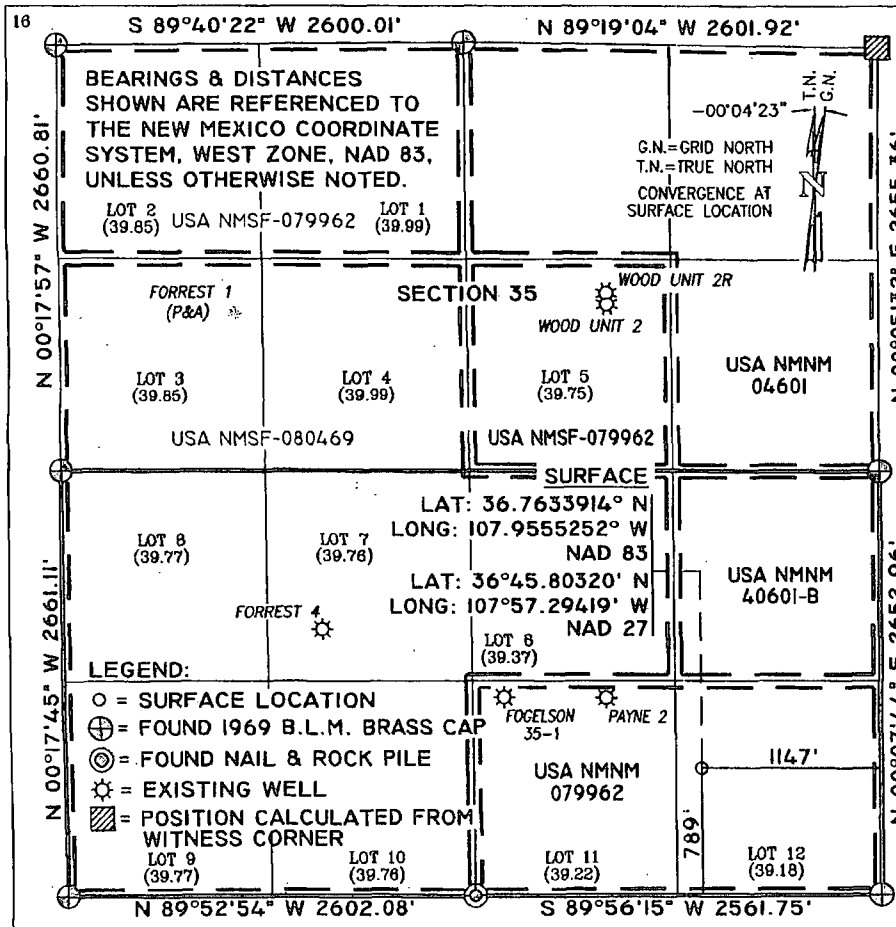 16
S 89°40'22" W 2600.01'
N 89°19'04" W 2601.92'
BEARINGS & DISTANCES
SHOWN ARE REFERENCED TO
THE NEW MEXICO COORDINATE
SYSTEM, WEST ZONE, NAD 83,
UNLESS OTHERWISE NOTED.
T.N.
G.N.
-00°04'23"
G.N.=GRID NORTH
T.N.=TRUE NORTH
CONVERGENCE AT
SURFACE LOCATION
N
N 00°17'57" W 2660.81'
LOT 2
(39.85)
USA NMSF-079962
LOT 1
(39.99)
FORREST 1
(P&A)
SECTION 35
WOOD UNIT 2R
WOOD UNIT 2
LOT 3
(39.85)
LOT 4
(39.99)
LOT 5
(39.75)
USA NMNM
04601
USA NMSF-080469
USA NMSF-079962
SURFACE
LAT: 36.7633914° N
LONG: 107.9555252° W
NAD 83
LAT: 36°45.80320' N
LONG: 107°57.29419' W
NAD 27
LOT 8
(39.77)
LOT 7
(39.76)
USA NMNM
40601-B
FORREST 4
LOT 6
(39.37)
N 00°17'45" W 2661.11'
LEGEND:
= SURFACE LOCATION
= FOUND 1969 B.L.M. BRASS CAP
= FOUND NAIL & ROCK PILE
= EXISTING WELL
= POSITION CALCULATED FROM
WITNESS CORNER
FOGELSON
35-1
PAYNE 2
USA NMNM
079962
1147'
789'
LOT 9
(39.77)
LOT 10
(39.76)
LOT 11
(39.22)
LOT 12
(39.18)
N 89°52'54" W 2602.08'
S 89°56'15" W 2561.75'